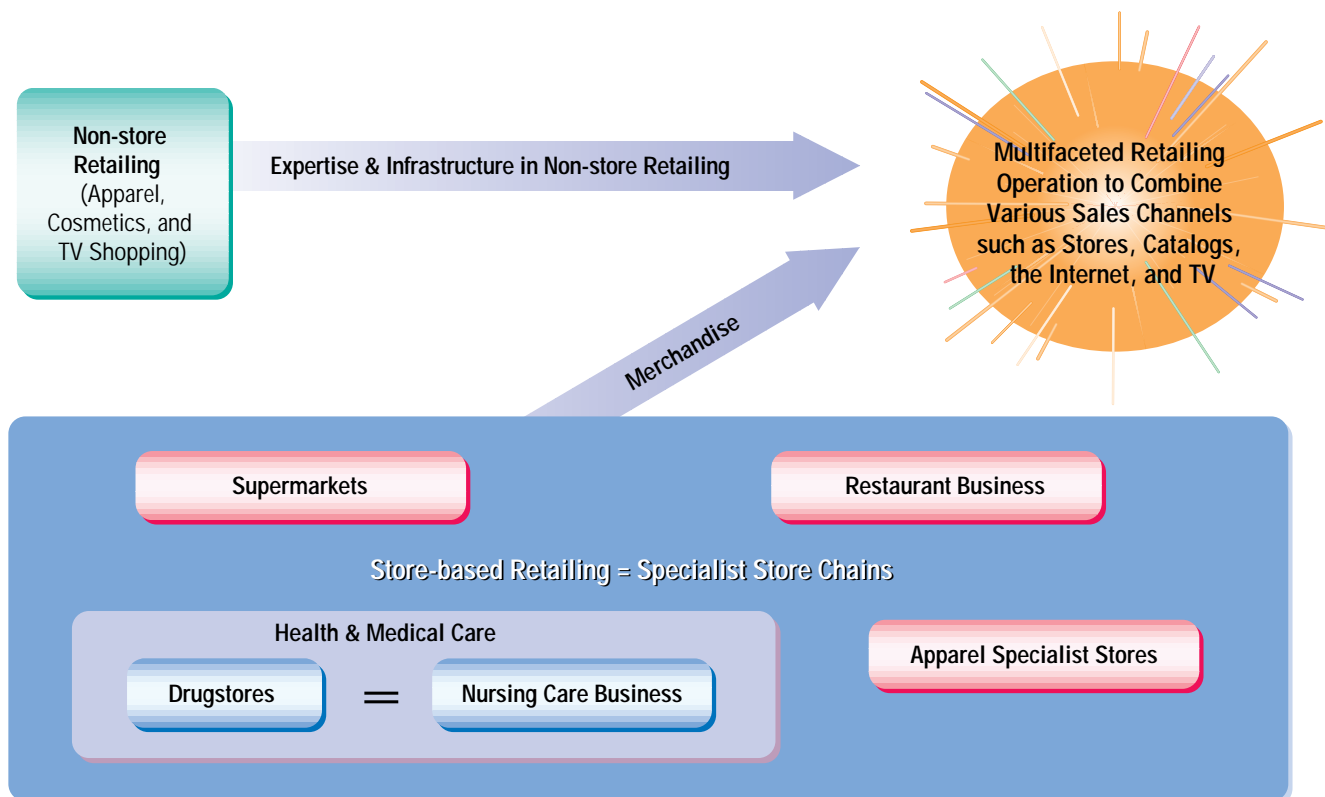 Non-store
Retailing
(Apparel,
Cosmetics, and
TV Shopping)
Expertise & Infrastructure in Non-store Retailing
Multifaceted Retailing
Operation to Combine
Various Sales Channels
such as Stores, Catalogs,
the Internet, and TV
Merchandise
Supermarkets
Restaurant Business
Store-based Retailing = Specialist Store Chains
Health & Medical Care
Drugstores
=
Nursing Care Business
Apparel Specialist Stores